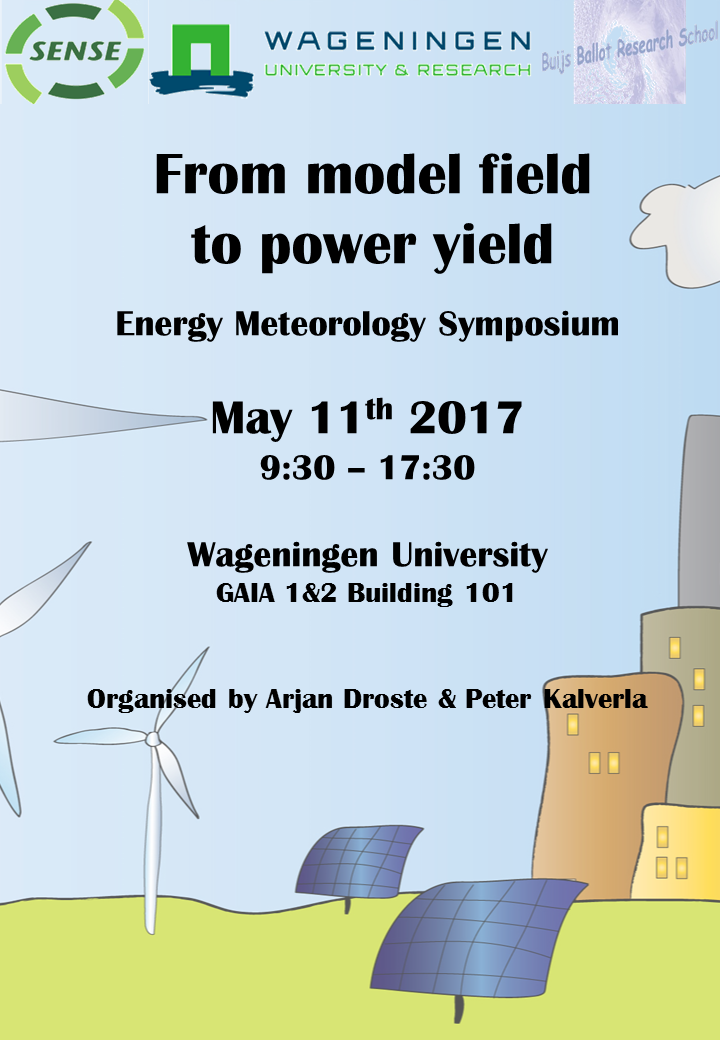 SENSE
WAGENINGEN
UNIVERSITY & RESEARCH
Buijs Ballot Research School
From model field
to power yield
Energy Meteorology Symposium
May 11th 2017
9:30 – 17:30
Wageningen University
GAIA 1&2 Building 101
Organised by Arjan Droste & Peter Kalverla